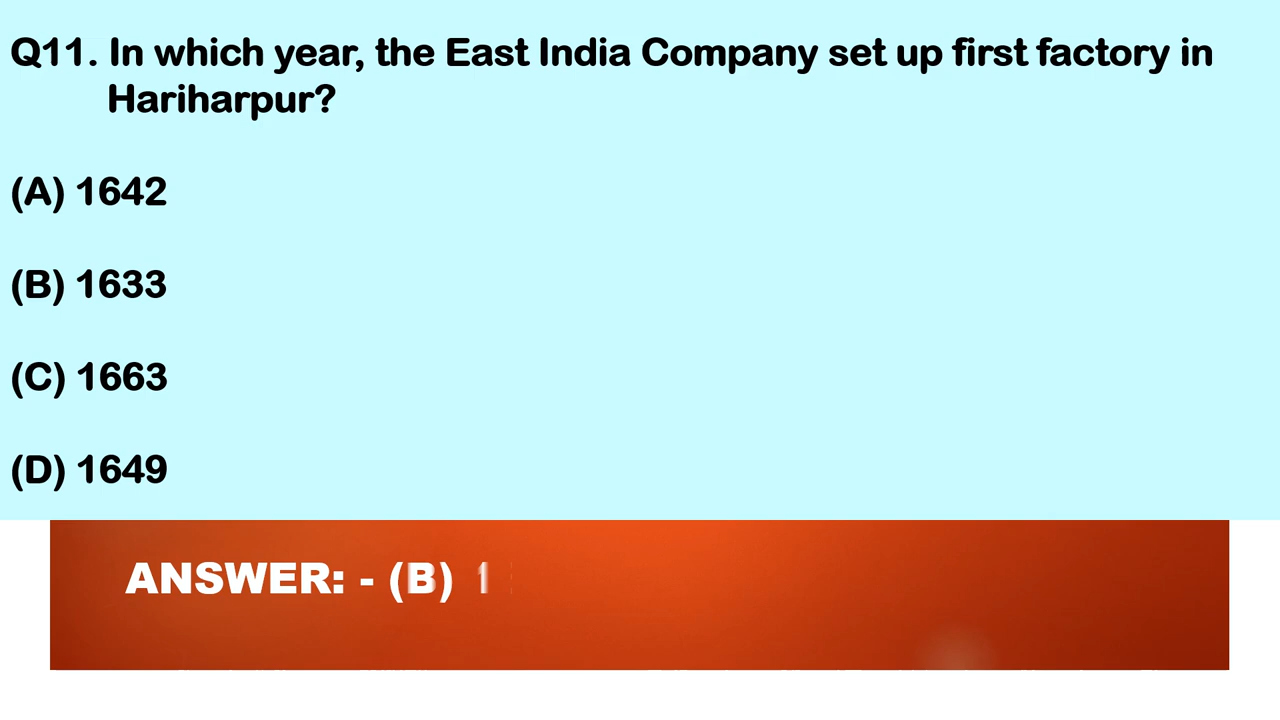 Q11. In which year, the East India Company set up first factory in
Hariharpur?
(A) 1642
(B) 1633
(C) 1663
(D) 1649
ANSWER: - (B) 1